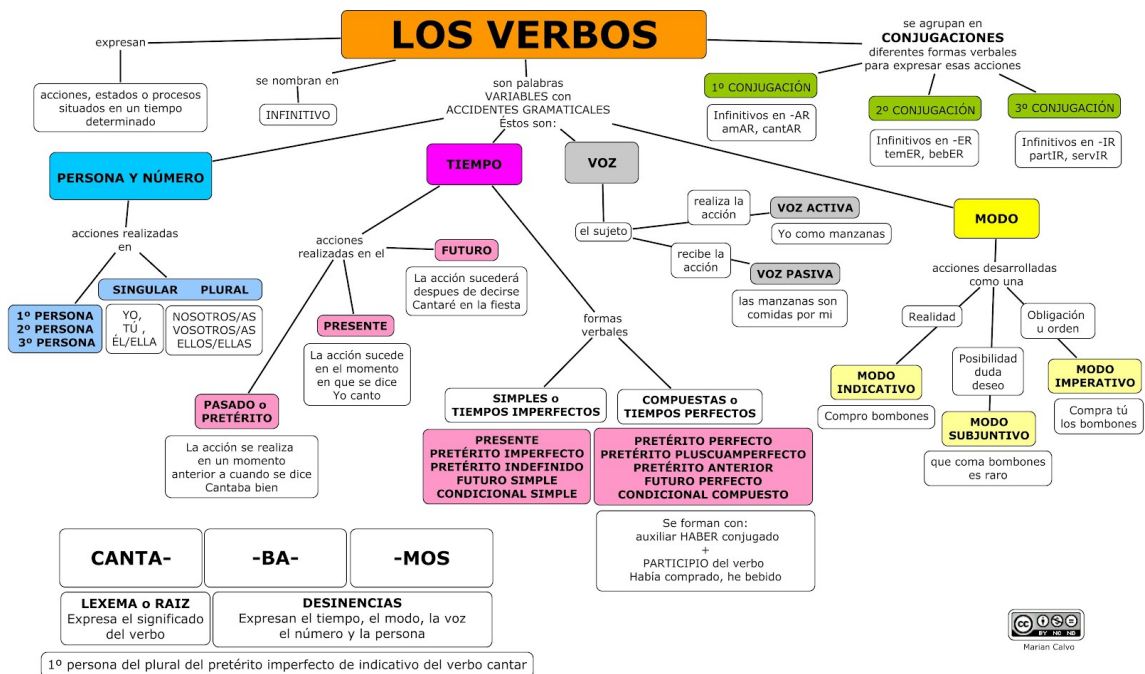 LOS VERBOS
expresan
acciones, estados o procesos
situados en un tiempo
determinado
se nombran en
INFINITIVO
son palabras
VARIABLES con
ACCIDENTES GRAMATICALES
Éstos son:
se agrupan en
CONJUGACIONES
diferentes formas verbales
para expresar esas acciones
1º CONJUGACIÓN
Infinitivos en -AR
amAR, cantAR
2º CONJUGACIÓN
Infinitivos en -ER
temER, bebER
3º CONJUGACIÓN
Infinitivos en -IR
partIR, servIR
PERSONA Y NÚMERO
acciones realizadas
en
SINGULAR PLURAL
1º PERSONA
2º PERSONA
3º PERSONA
YO,
TÚ ,
ÉL/ELLA
NOSOTROS/AS
VOSOTROS/AS
ELLOS/ELLAS
TIEMPO
acciones
realizadas en el
FUTURO
La acción sucederá
despues de decirse
Cantaré en la fiesta
PRESENTE
La acción sucede
en el momento
en que se dice
Yo canto
PASADO o
PRETÉRITO
La acción se realiza
en un momento
anterior a cuando se dice
Cantaba bien
formas
verbales
SIMPLES o
TIEMPOS IMPERFECTOS
PRESENTE
PRETÉRITO IMPERFECTO
PRETÉRITO INDEFINIDO
FUTURO SIMPLE
CONDICIONAL SIMPLE
COMPUESTAS o
TIEMPOS PERFECTOS
PRETÉRITO PERFECTO
PRETÉRITO PLUSCUAMPERFECTO
PRETÉRITO ANTERIOR
FUTURO PERFECTO
CONDICIONAL COMPUESTO
Se forman con:
auxiliar HABER conjugado
+
PARTICIPIO del verbo
Había comprado, he bebido
VOZ
el sujeto
realiza la
acción
VOZ ACTIVA
Yo como manzanas
recibe la
acción
VOZ PASIVA
las manzanas son
comidas por mi
MODO
acciones desarrolladas
como una
Realidad
MODO
INDICATIVO
Compro bombones
Posibilidad
duda
deseo
MODO
SUBJUNTIVO
que coma bombones
es raro
Obligación
u orden
MODO
IMPERATIVO
Compra tú
los bombones
CANTA-
-BA-
-MOS
LEXEMA o RAIZ
Expresa el significado
del verbo
DESINENCIAS
Expresan el tiempo, el modo, la voz
el número y la persona
1º persona del plural del pretérito imperfecto de indicativo del verbo cantar
cc
BY NC ND
Marian Calvo